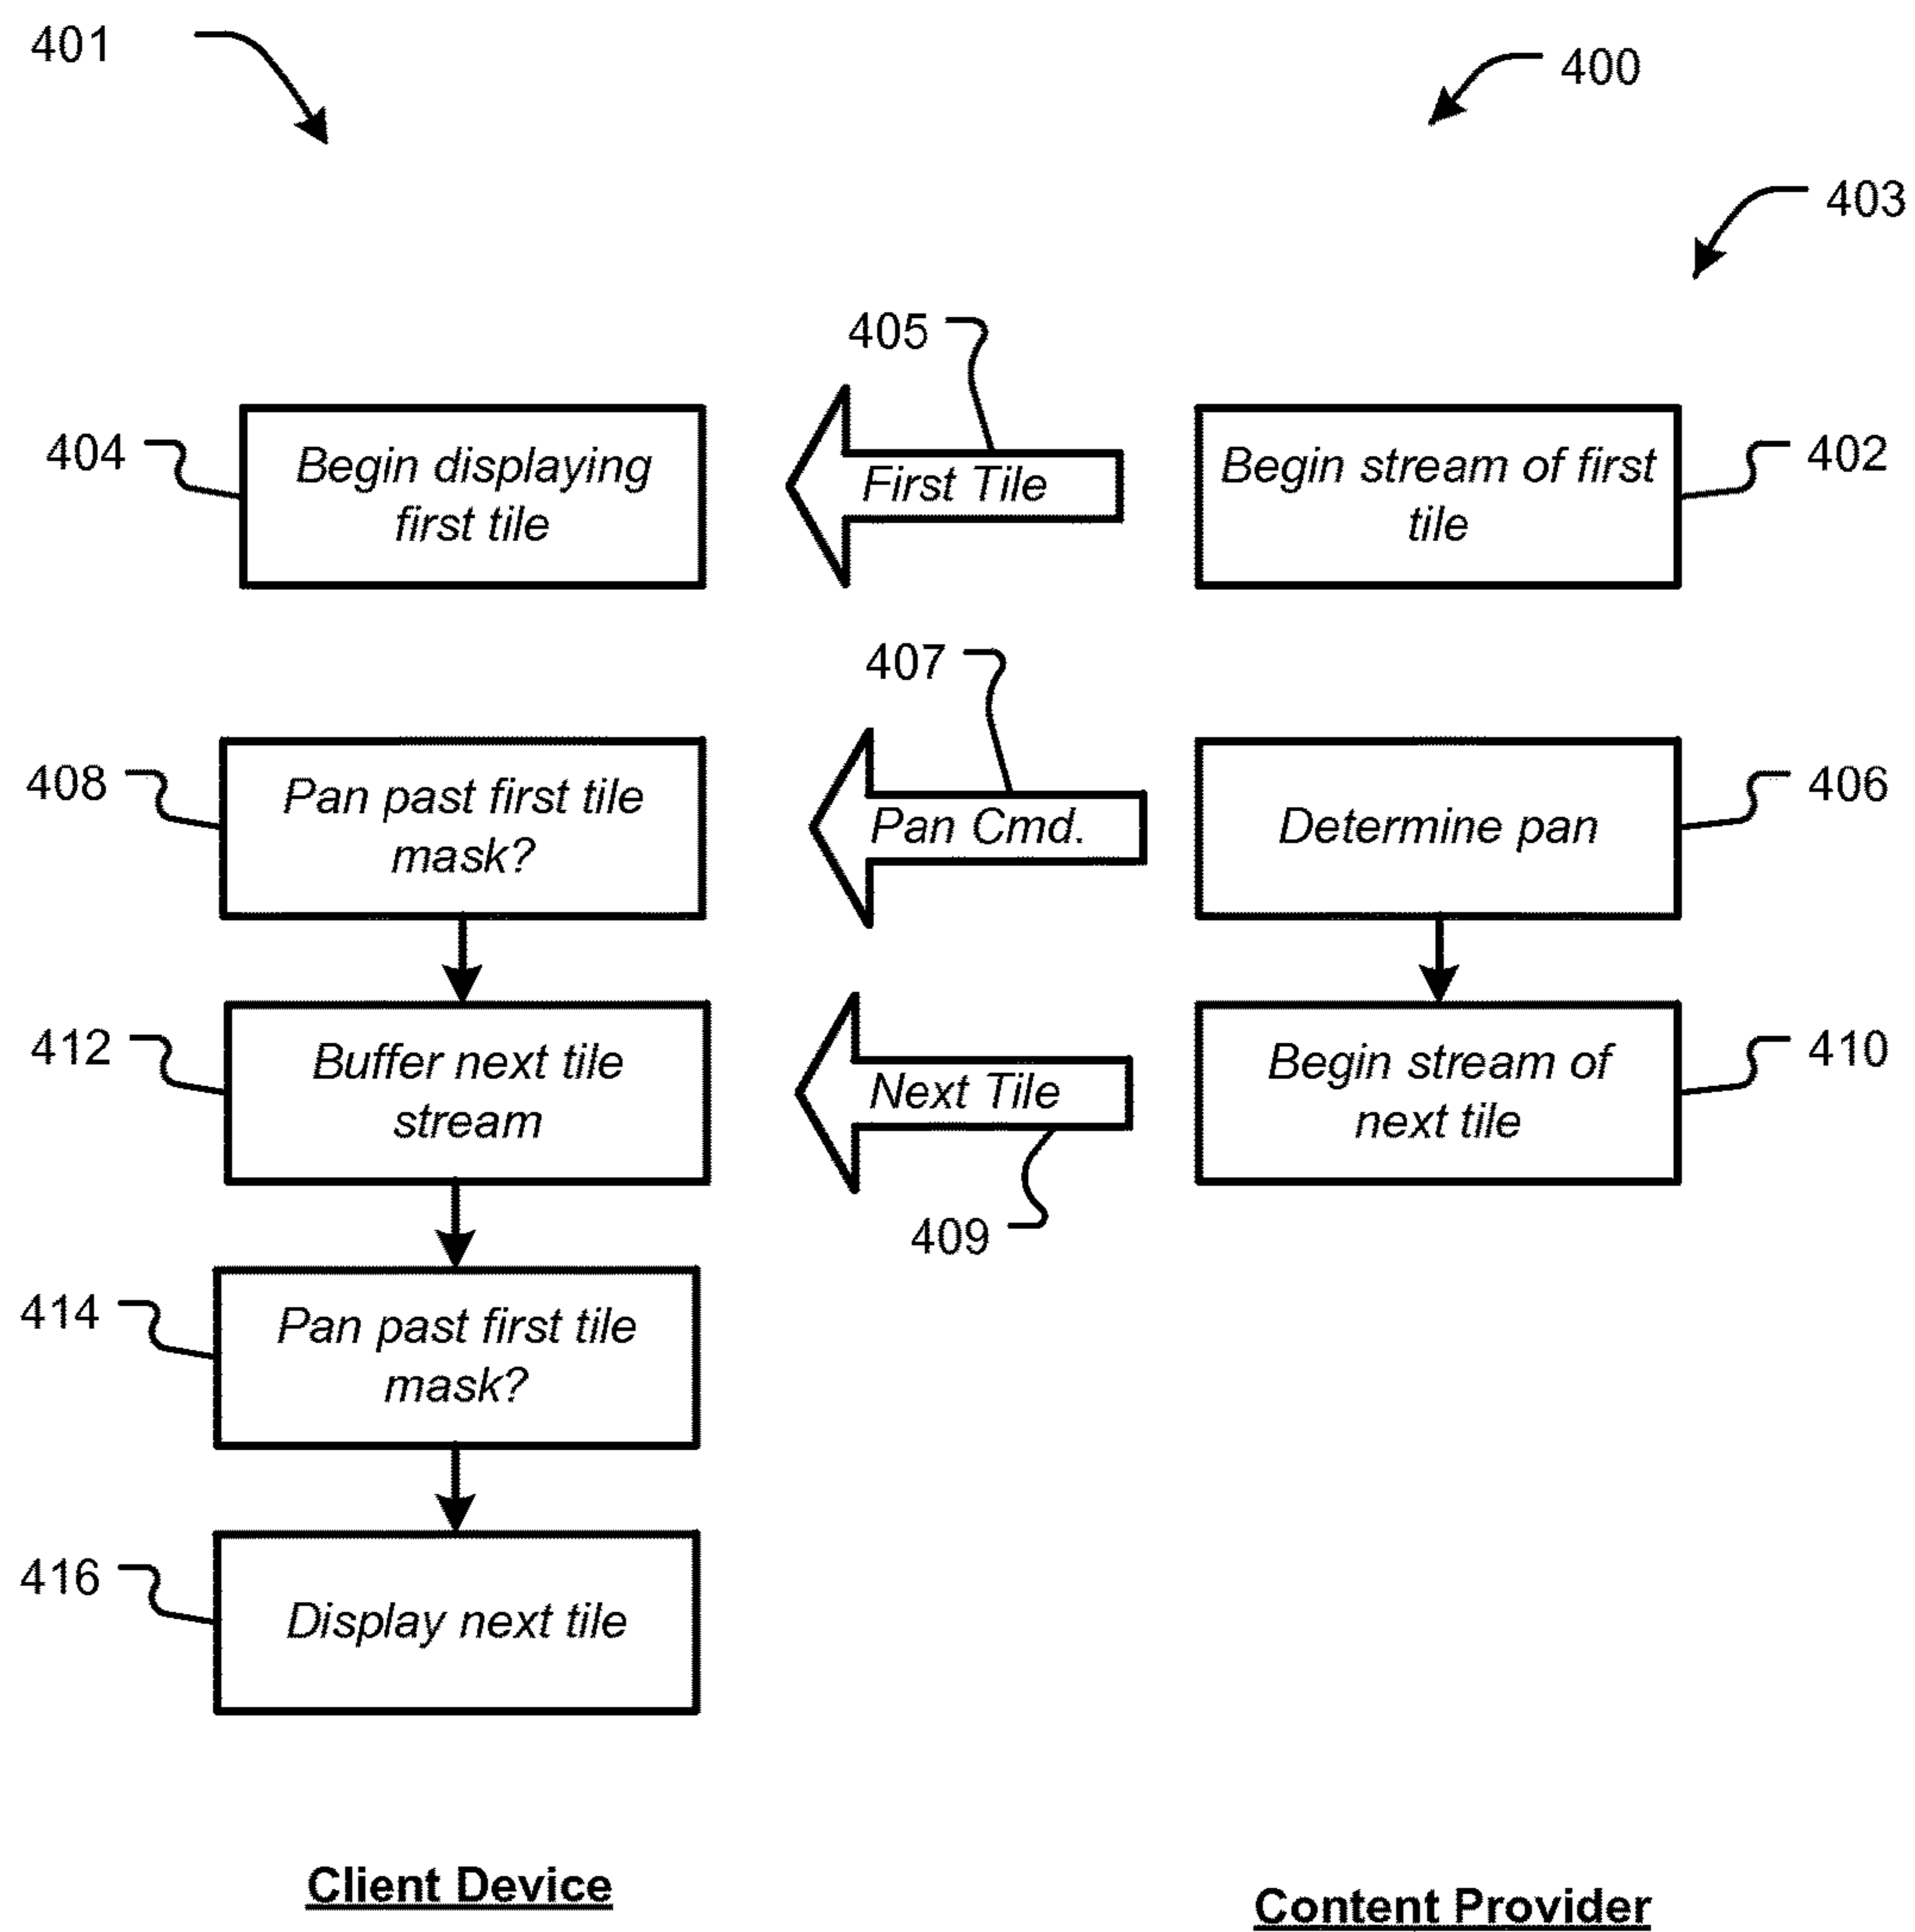 401
400
403
405
404
Begin displaying
first tile
First Tile
Begin stream of first
tile
402
407
408
Pan past first tile
mask?
Pan Cmd.
Determine pan
406
412
Buffer next tile
stream
Next Tile
Begin stream of
next tile
410
409
414
Pan past first tile
mask?
416
Display next tile
Client Device
Content Provider